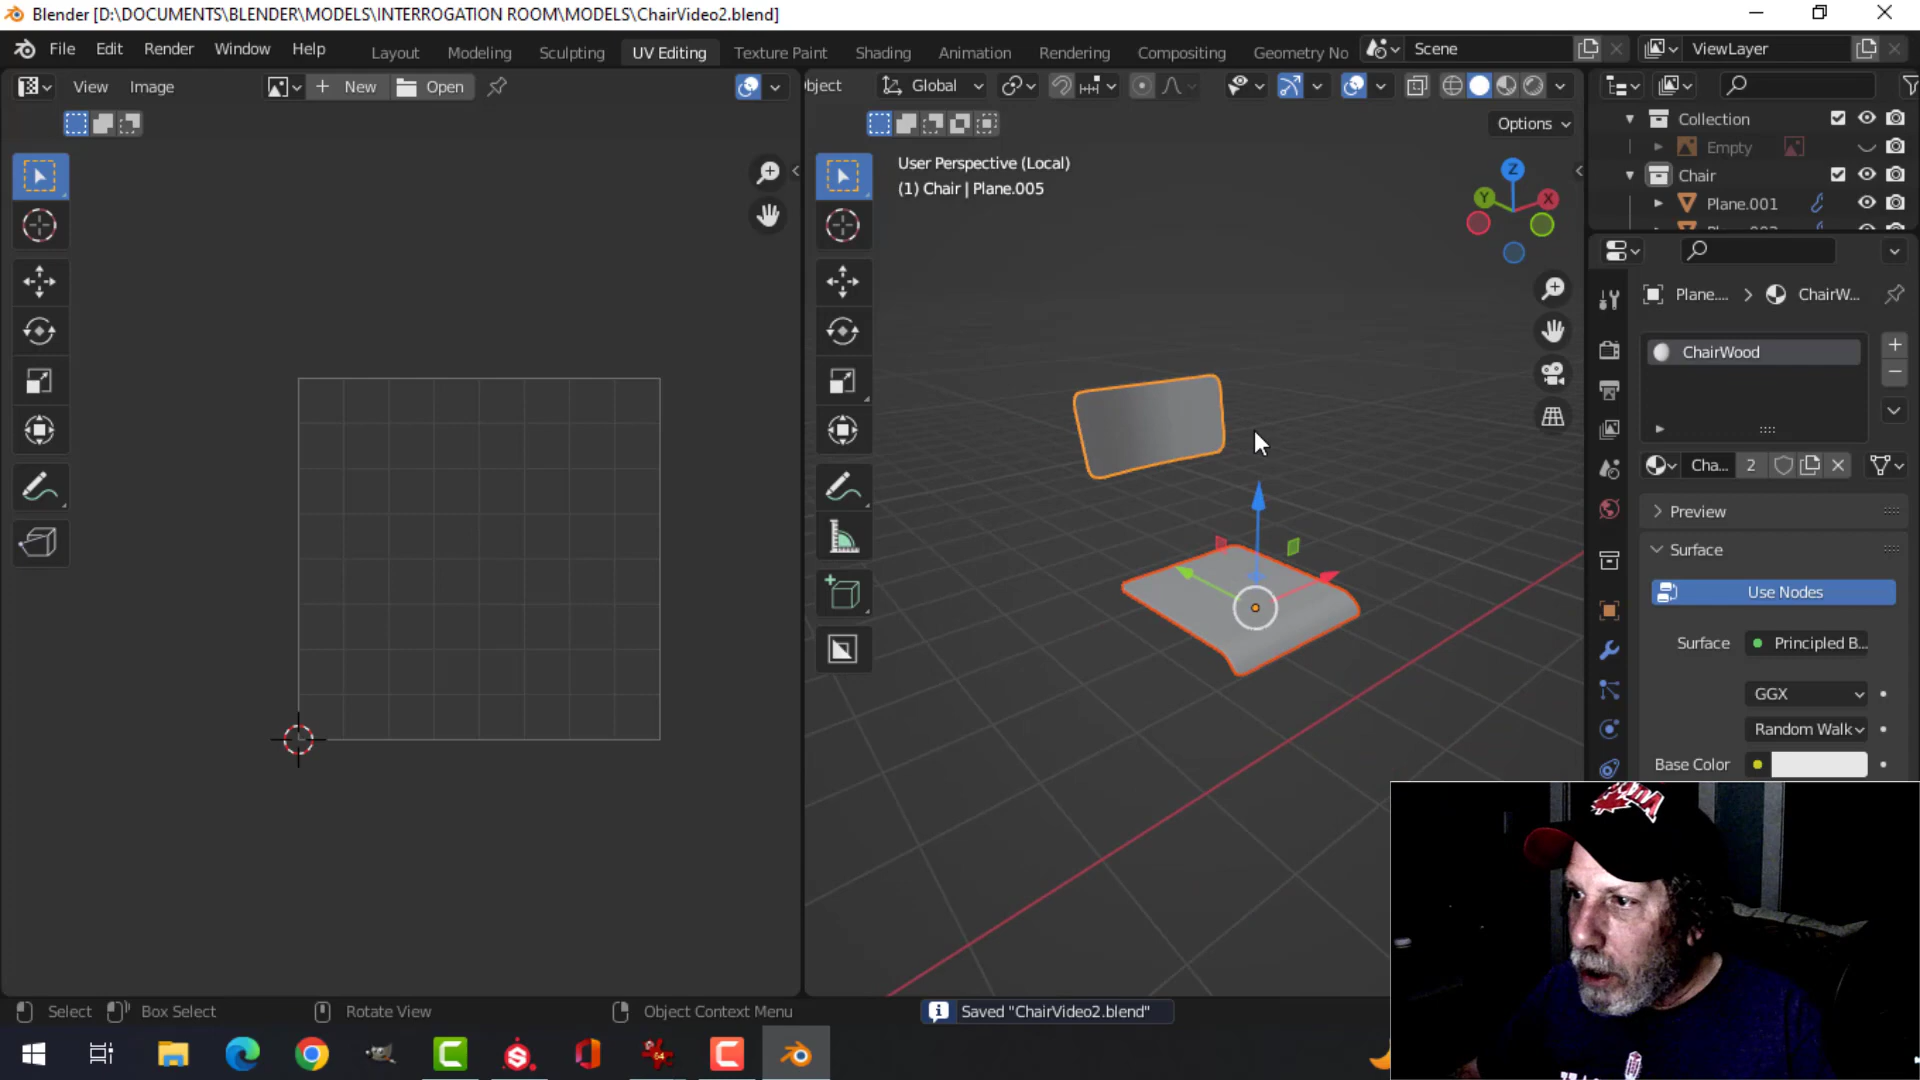 Blender [D:\DOCUMENTS\BLENDER\MODELS\INTERROGATION ROOM\MODELS\ChairVideo2.blend]
File Edit Render Window Help
Layout Modeling Sculpting UV Editing Texture Paint Shading Animation Rendering Compositing Geometry No
Scene
ViewLayer
View Image
New Open
bject Global
Options
User Perspective (Local)
(1) Chair | Plane.005
Z
Y
X
Collection
Empty
Chair
Plane.001
Plane.... ChairW...
ChairWood
Cha... 2
Preview
Surface
Use Nodes
Surface Principled B...
GGX
Random Walk
Base Color
Select Box Select Rotate View Object Context Menu
Saved "ChairVideo2.blend"